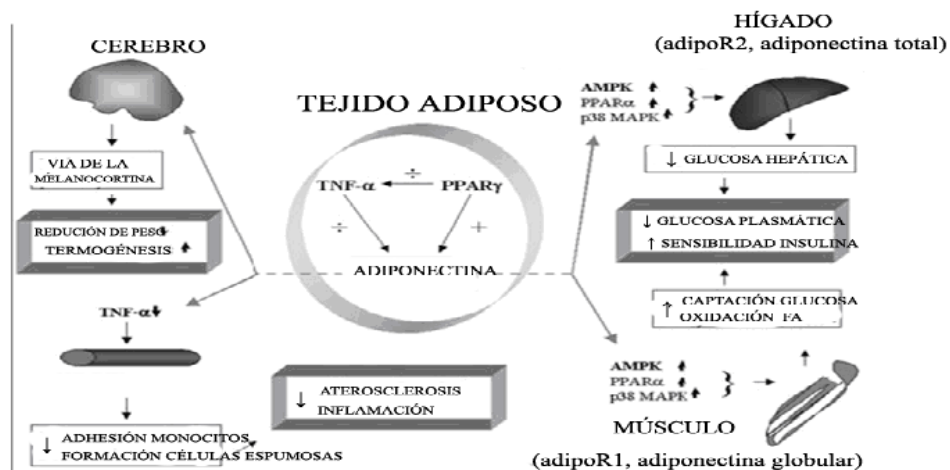 CEREBRO
VIA DE LA
MELANOCORTINA
REDUCIÓN DE PESO
TERMOGÉNESIS
TNF-α
ADHESIÓN MONOCITOS
FORMACIÓN CÉLULAS ESPUMOSAS
TEJIDO ADIPOSO
÷
TNF-α
PPARγ
÷
+
ADIPONECTINA
ATEROSCLEROSIS
INFLAMACIÓN
HÍGADO
(adipoR2, adiponectina total)
AMPK
PPARα
p38 MAPK
GLUCOSA HEPÁTICA
GLUCOSA PLASMÁTICA
SENSIBILIDAD INSULINA
CAPTACIÓN GLUCOSA
OXIDACIÓN FA
AMPK
PPARα
p38 MAPK
MÚSCULO
(adipoR1, adiponectina globular)